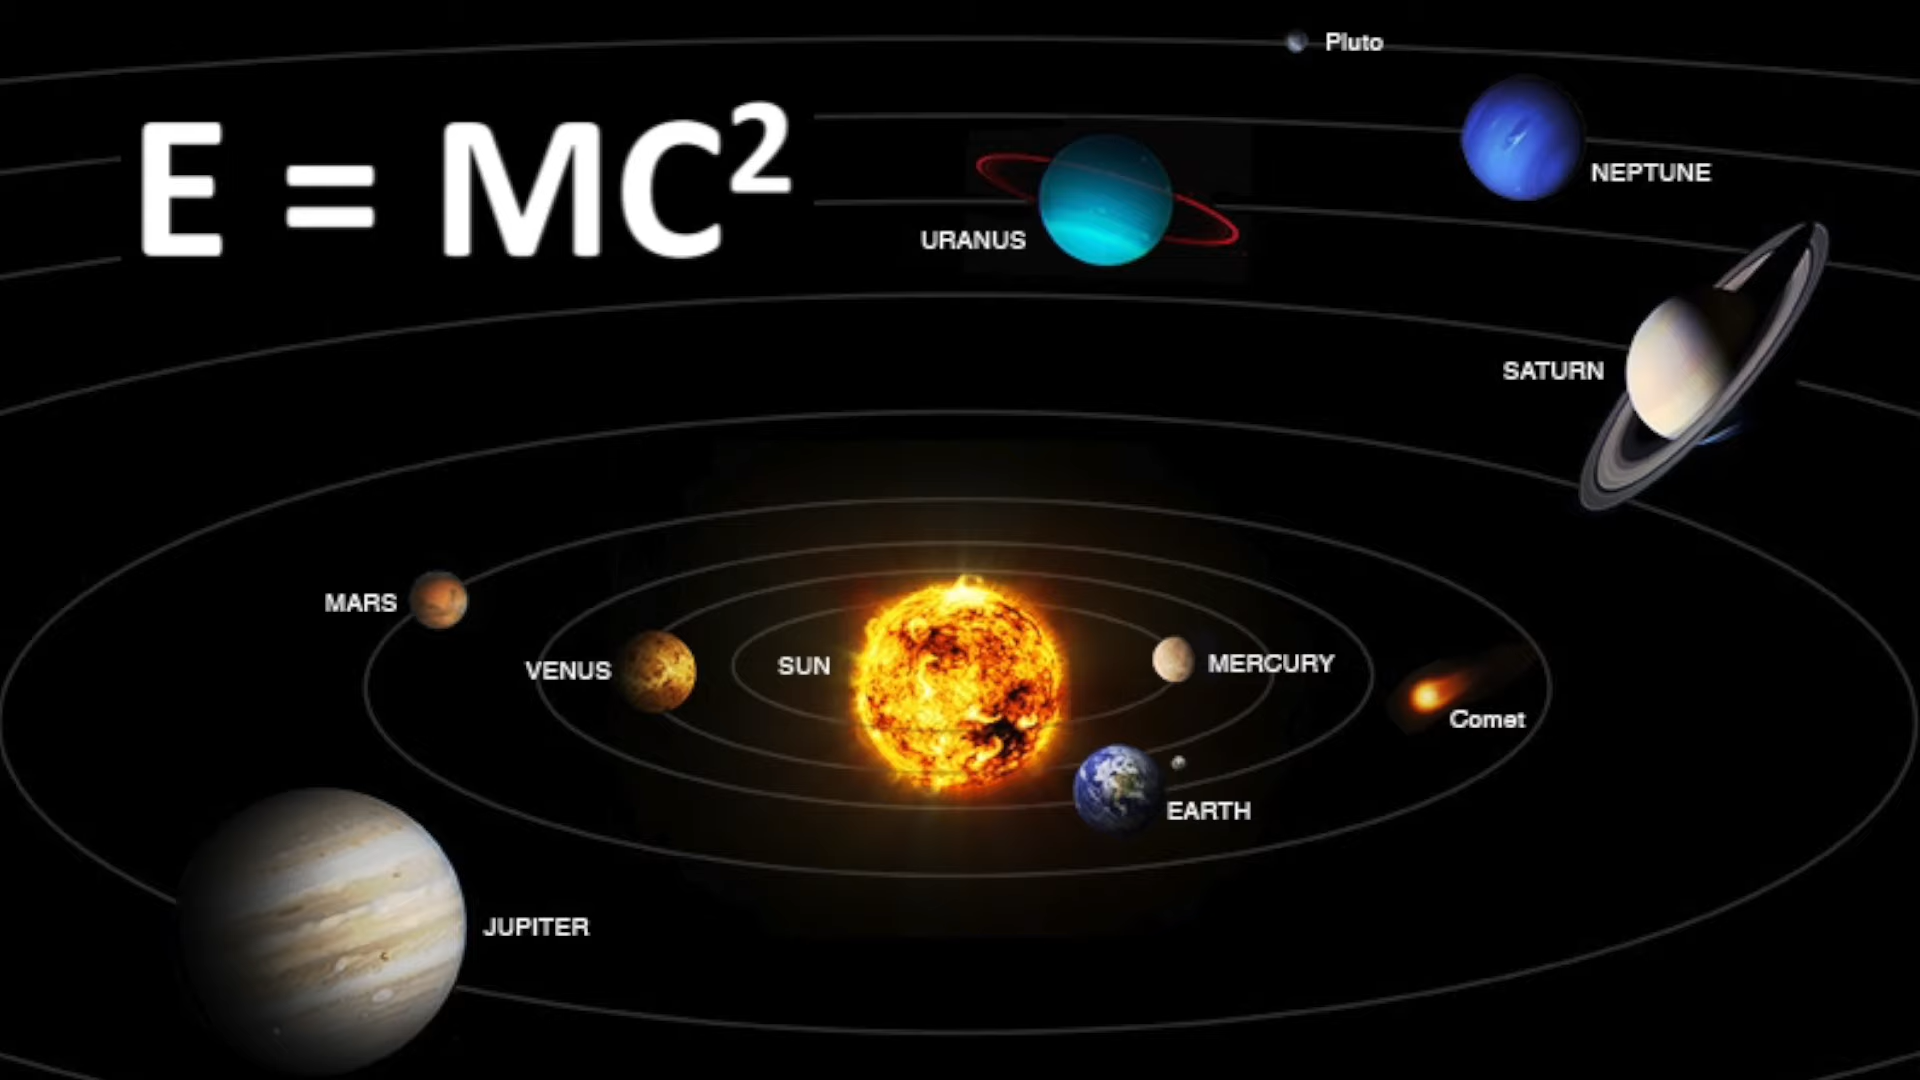 Pluto
E = MC²
NEPTUNE
URANUS
SATURN
MARS
VENUS
SUN
MERCURY
Comet
EARTH
JUPITER